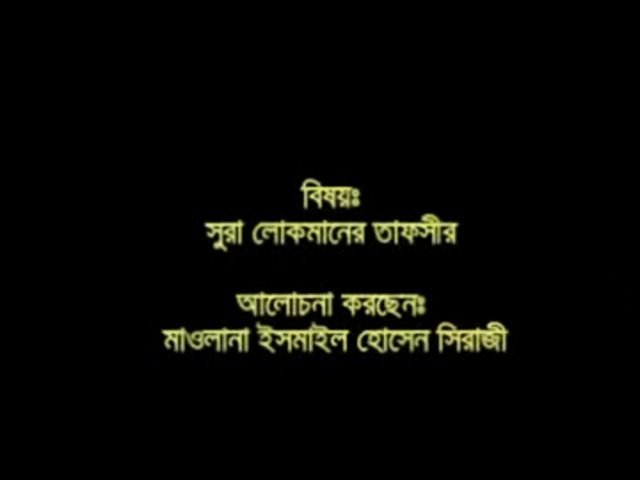 বিষয়ঃ
সুরা লোকমানের তাফসীর
আলোচনা করছেনঃ
মাওলানা ইসমাইল হোসেন সিরাজী